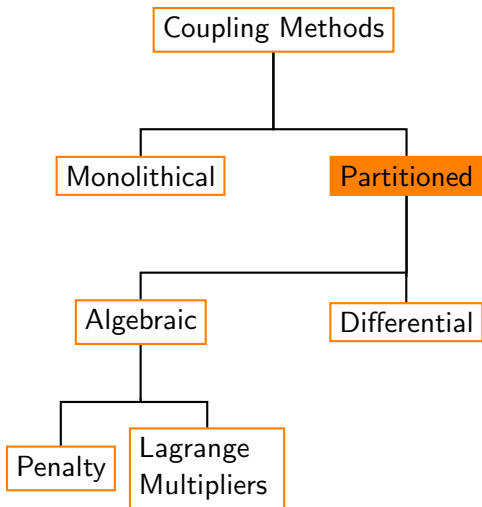 Coupling Methods
Monolithical
Partitioned
Algebraic
Differential
Penalty
Lagrange
Multipliers